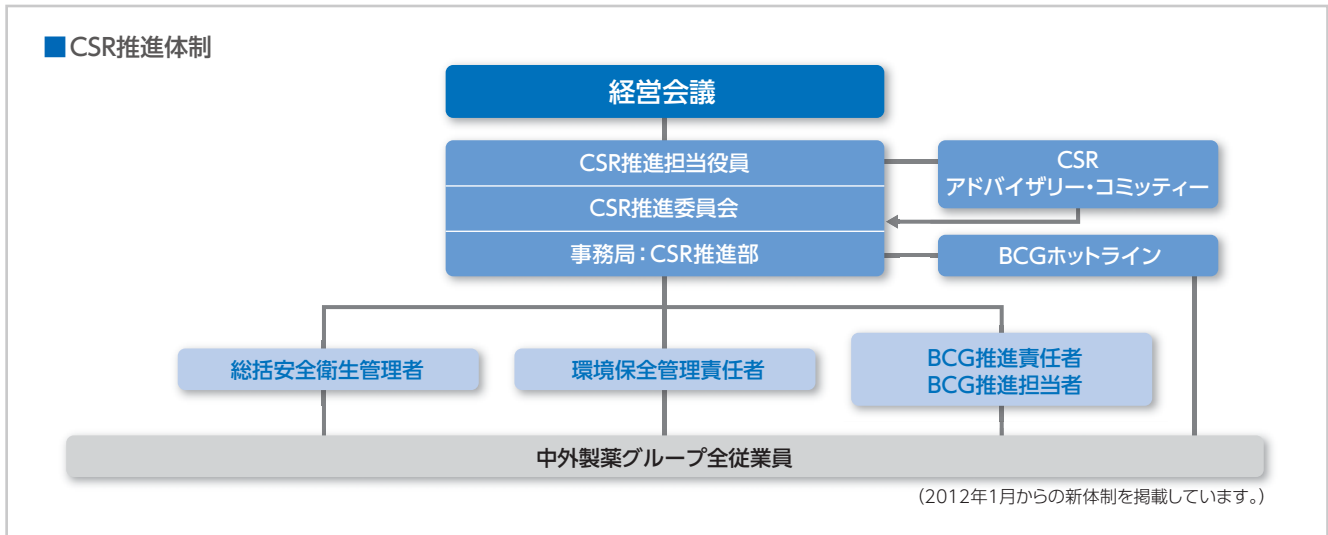 ■CSR推進体制
経営会議
CSR推進担当役員
CSR推進委員会
事務局：CSR推進部
CSR
アドバイザリー・コミッティー
BCGホットライン
総括安全衛生管理者
環境保全管理責任者
BCG推進責任者
BCG推進担当者
中外製薬グループ全従業員
(2012年1月からの新体制を掲載しています。)